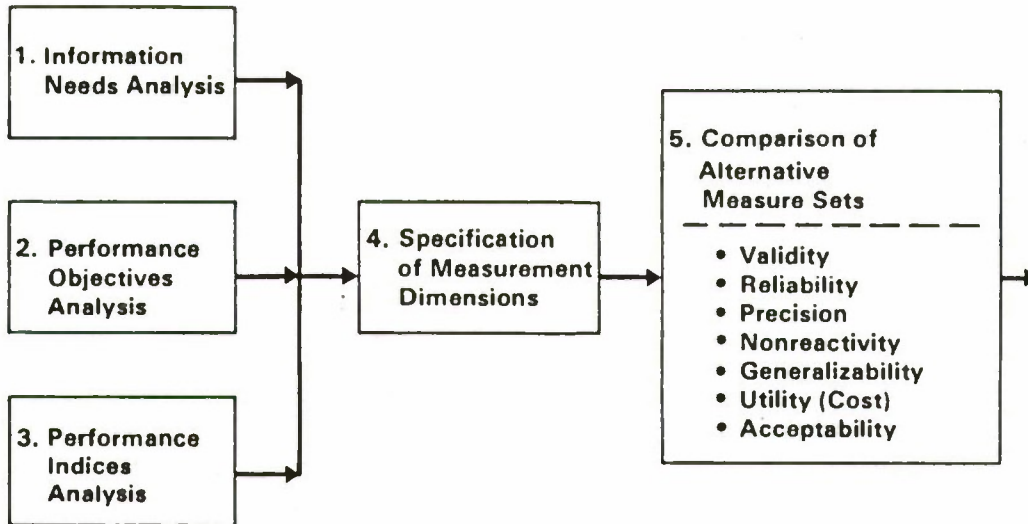 1. Information
Needs Analysis
2. Performance
Objectives
Analysis
3. Performance
Indices
Analysis
4. Specification
of Measurement
Dimensions
5. Comparison of
Alternative
Measure Sets
• Validity
• Reliability
• Precision
• Nonreactivity
• Generalizability
• Utility (Cost)
• Acceptability